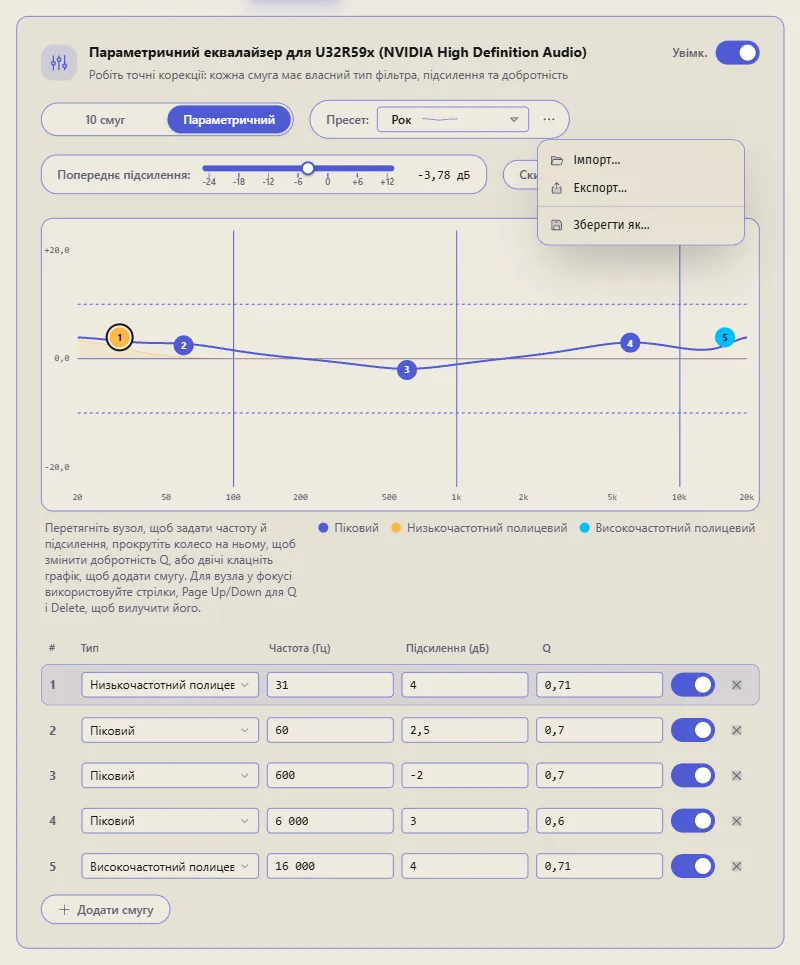 Параметричний еквалайзер для U32R59x (NVIDIA High Definition Audio)
Увімк.
Робіть точні корекції: кожна смуга має власний тип фільтра, підсилення та добротність
10 смуг
Параметричний
Пресет:
Рок
...
Імпорт...
Експорт...
Зберегти як...
Попереднє підсилення:
-24 -18 -12 -6 0 +6 +12
-3,78 дБ
Ски
+20,0
0,0
-20,0
1
2
3
4
5
20 50 100 200 500 1k 2k 5k 10k 20k
Перетягніть вузол, щоб задати частоту й
підсилення, прокрутіть колесо на ньому, щоб
змінити добротність Q, або двічі клацніть
графік, щоб додати смугу. Для вузла у фокусі
використовуйте стрілки, Page Up/Down для Q
і Delete, щоб вилучити його.
Піковий
Низькочастотний полицевий
Високочастотний полицевий
# Тип Частота (Гц) Підсилення (дБ) Q
1 Низькочастотний полицев 31 4 0,71
2 Піковий 60 2,5 0,7
3 Піковий 600 -2 0,7
4 Піковий 6 000 3 0,6
5 Високочастотний полицев 16 000 4 0,71
Додати смугу